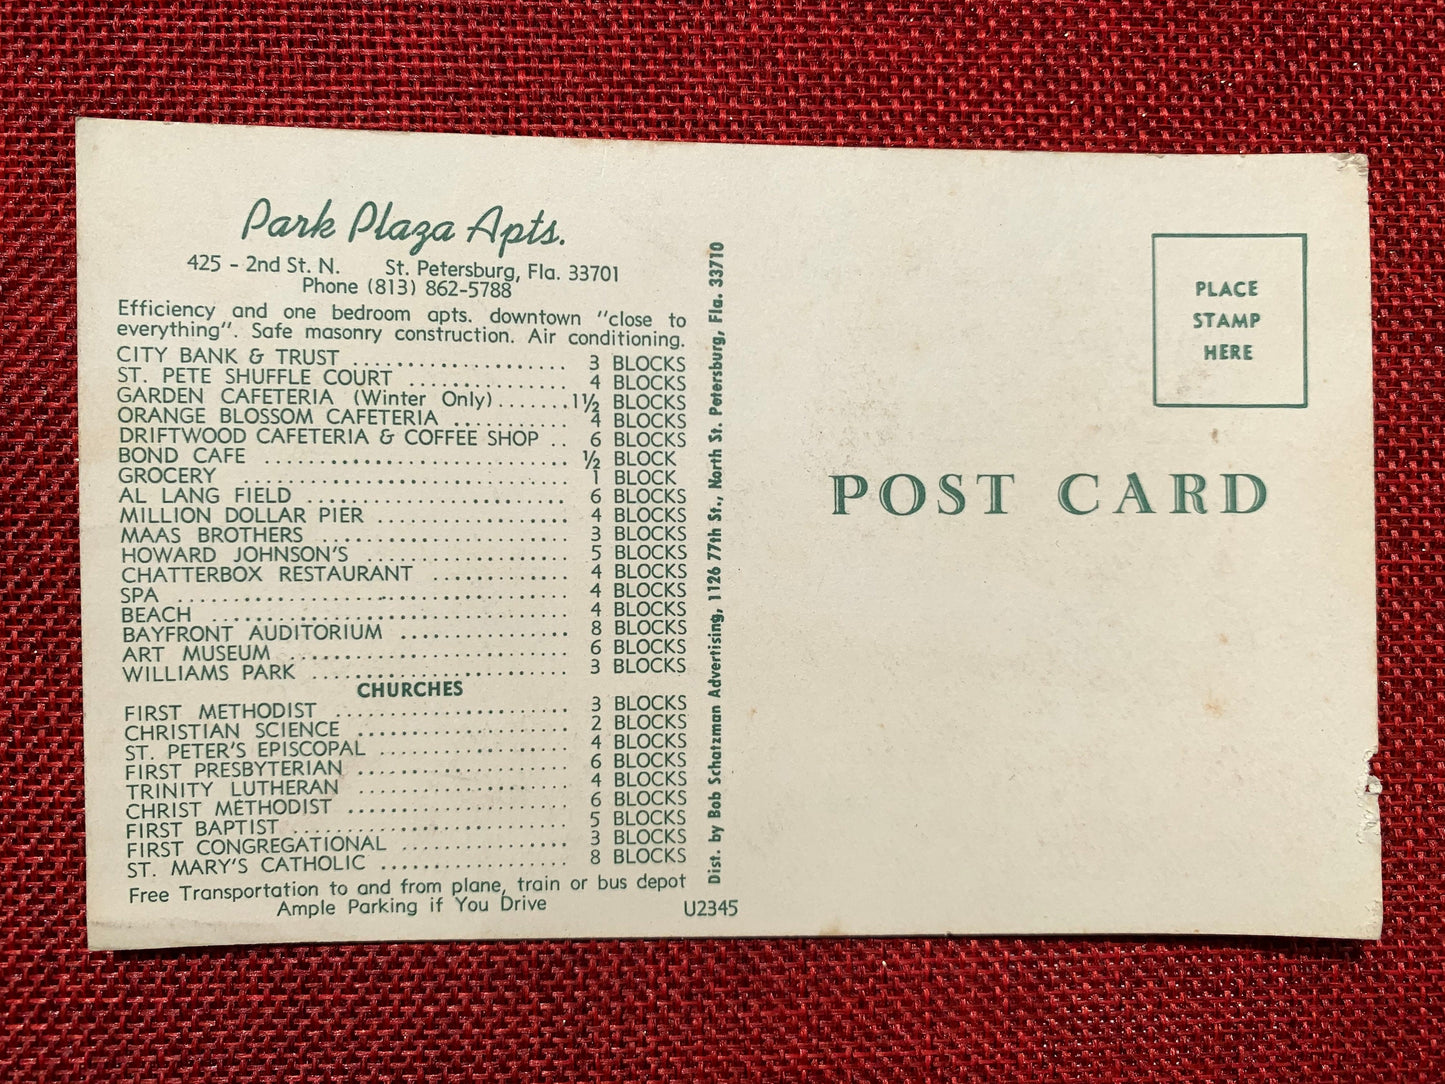 Park Plaza Apts.
425 - 2nd St. N. St. Petersburg, Fla. 33701
Phone (813) 862-5788
Efficiency and one bedroom apts. downtown "close to
everything". Safe masonry construction. Air conditioning.
CITY BANK & TRUST .................. 3 BLOCKS
ST. PETE SHUFFLE COURT ............. 4 BLOCKS
GARDEN CAFETERIA (Winter Only) ....... 1½ BLOCKS
ORANGE BLOSSOM CAFETERIA .......... 4 BLOCKS
DRIFTWOOD CAFETERIA & COFFEE SHOP .. 6 BLOCKS
BOND CAFE .......................... ½ BLOCK
GROCERY ............................ 1 BLOCK
AL LANG FIELD ...................... 6 BLOCKS
MILLION DOLLAR PIER ................ 4 BLOCKS
MAAS BROTHERS ..................... 3 BLOCKS
HOWARD JOHNSON'S .................. 5 BLOCKS
CHATTERBOX RESTAURANT ............ 4 BLOCKS
SPA ................................ 4 BLOCKS
BEACH .............................. 4 BLOCKS
BAYFRONT AUDITORIUM .............. 8 BLOCKS
ART MUSEUM ........................ 6 BLOCKS
WILLIAMS PARK ..................... 3 BLOCKS
CHURCHES
FIRST METHODIST .................... 3 BLOCKS
CHRISTIAN SCIENCE .................. 2 BLOCKS
ST. PETER'S EPISCOPAL ............... 4 BLOCKS
FIRST PRESBYTERIAN .................. 6 BLOCKS
TRINITY LUTHERAN ................... 4 BLOCKS
CHRIST METHODIST ................... 6 BLOCKS
FIRST BAPTIST ....................... 5 BLOCKS
FIRST CONGREGATIONAL .............. 3 BLOCKS
ST. MARY'S CATHOLIC ................ 8 BLOCKS
Free Transportation to and from plane, train or bus depot
Ample Parking if You Drive
U2345
Dist. by Bob Schatzman Advertising, 1126 77th St., North St. Petersburg, Fla. 33710
PLACE
STAMP
HERE
POST CARD